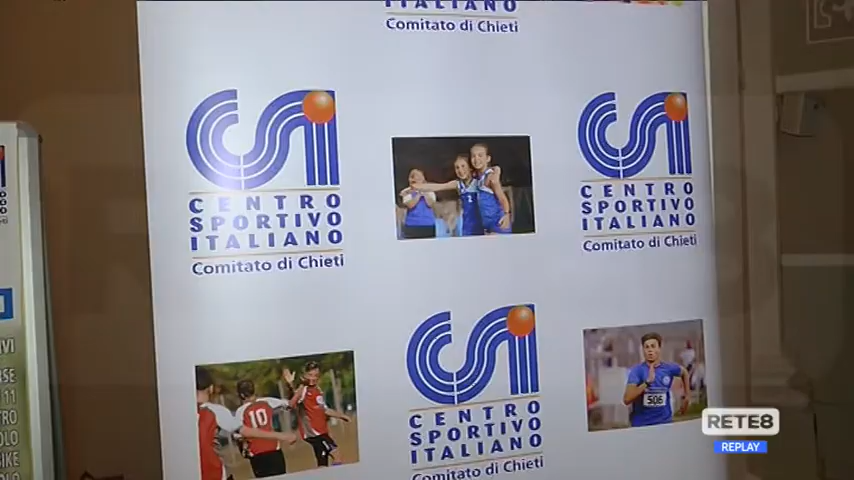 ITALIANO
Comitato di Chieti
CSI
CENTRO
SPORTIVO
ITALIANO
Comitato di Chieti
CSI
CENTRO
SPORTIVO
ITALIANO
Comitato di Chieti
2
CSI
CENTRO
SPORTIVO
ITALIANO
Comitato di Chieti
10
506
RETE8
REPLAY